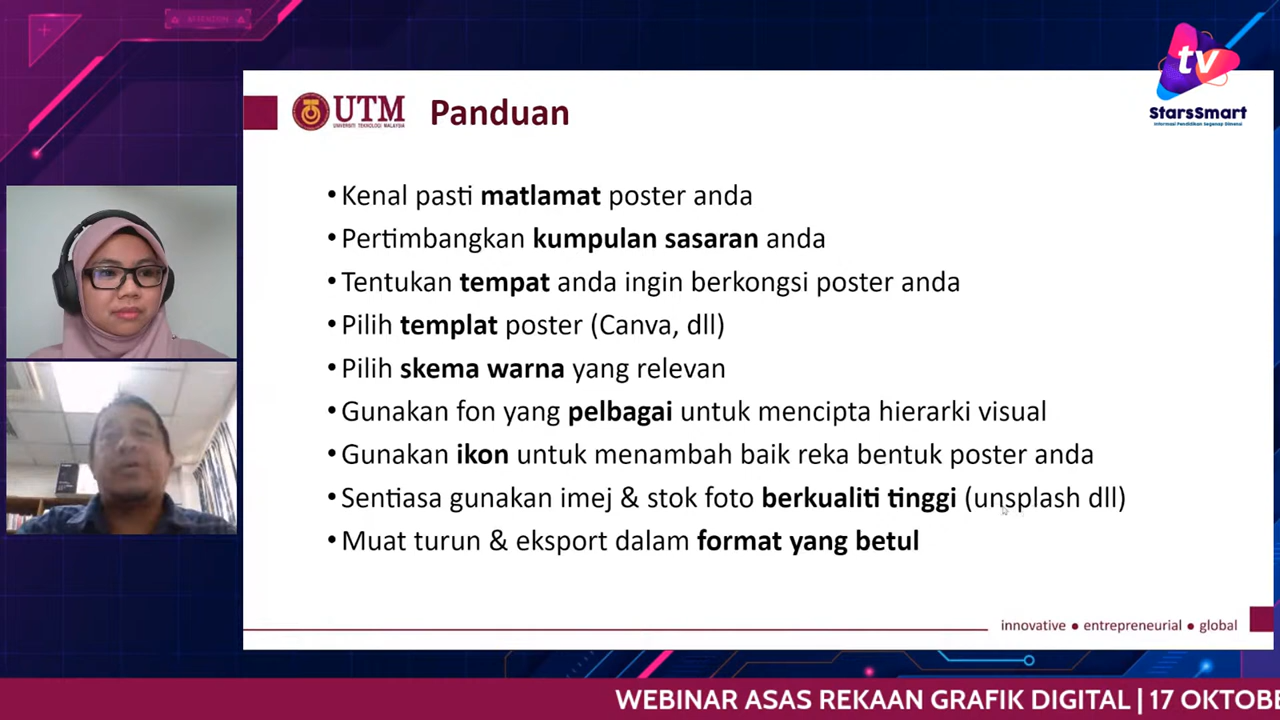 tv
StarsSmart
Informasi Pendidikan Segenap Dimensi
UTM
UNIVERSITI TEKNOLOGI MALAYSIA
Panduan
•Kenal pasti matlamat poster anda
•Pertimbangkan kumpulan sasaran anda
•Tentukan tempat anda ingin berkongsi poster anda
•Pilih templat poster (Canva, dll)
•Pilih skema warna yang relevan
•Gunakan fon yang pelbagai untuk mencipta hierarki visual
•Gunakan ikon untuk menambah baik reka bentuk poster anda
•Sentiasa gunakan imej & stok foto berkualiti tinggi (unsplash dll)
•Muat turun & eksport dalam format yang betul
innovative ● entrepreneurial ● global
WEBINAR ASAS REKAAN GRAFIK DIGITAL | 17 OKTOBE